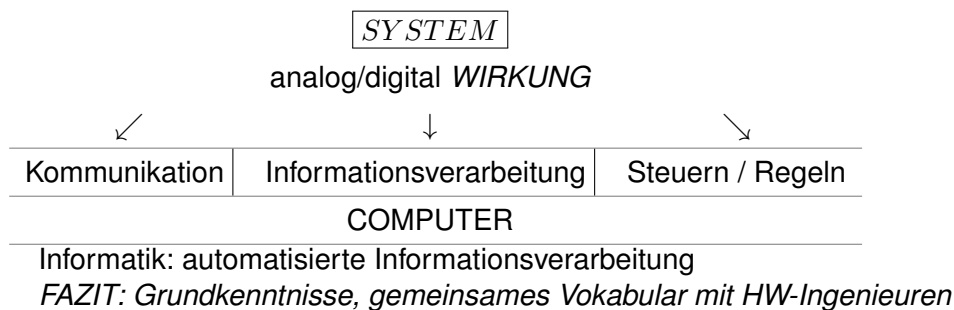 SYSTEM
analog/digital WIRKUNG
↙ ↓ ↘
Kommunikation Informationsverarbeitung Steuern / Regeln
COMPUTER
Informatik: automatisierte Informationsverarbeitung
FAZIT: Grundkenntnisse, gemeinsames Vokabular mit HW-Ingenieuren